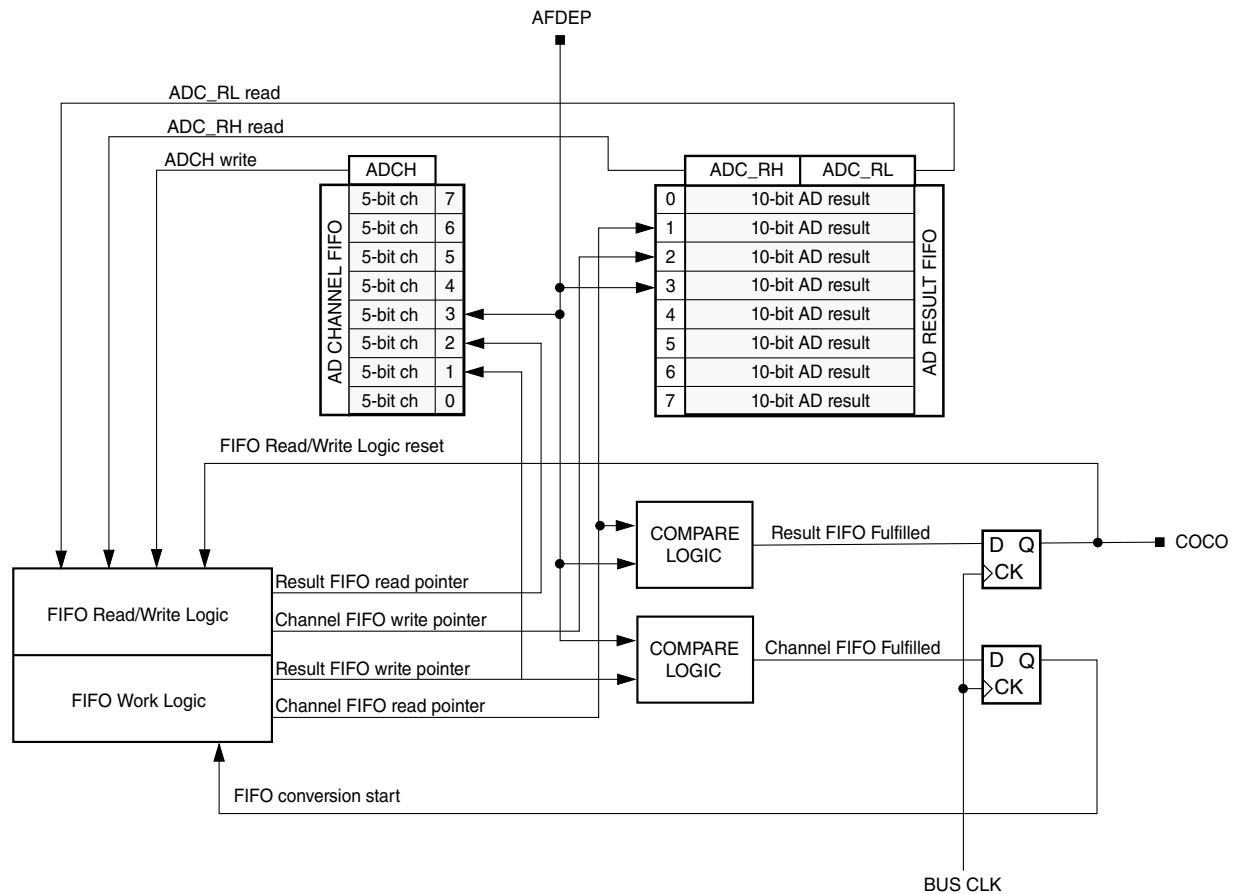 AFDEP
ADC_RL read
ADC_RH read
ADCH write
ADCH
ADC_RH ADC_RL
AD CHANNEL FIFO
5-bit ch 7
5-bit ch 6
5-bit ch 5
5-bit ch 4
5-bit ch 3
5-bit ch 2
5-bit ch 1
5-bit ch 0
0 10-bit AD result
1 10-bit AD result
2 10-bit AD result
3 10-bit AD result
4 10-bit AD result
5 10-bit AD result
6 10-bit AD result
7 10-bit AD result
AD RESULT FIFO
FIFO Read/Write Logic reset
COMPARE
LOGIC
Result FIFO Fulfilled
D Q
CK
COCO
FIFO Read/Write Logic
Result FIFO read pointer
Channel FIFO write pointer
COMPARE
LOGIC
Channel FIFO Fulfilled
D Q
CK
FIFO Work Logic
Result FIFO write pointer
Channel FIFO read pointer
FIFO conversion start
BUS CLK